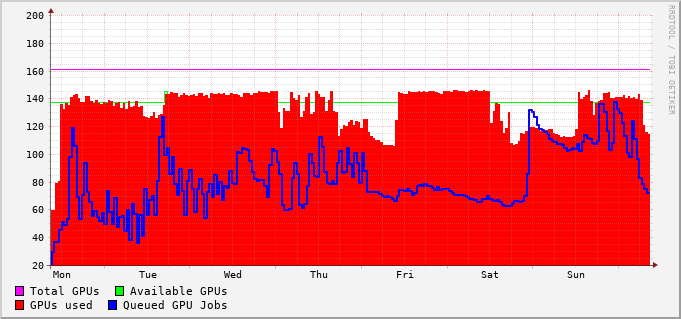 200
180
160
140
120
100
80
60
40
20
Mon Tue Wed Thu Fri Sat Sun
Total GPUs Available GPUs
GPUs used Queued GPU Jobs
RRDTOOL / TOBI OETIKER